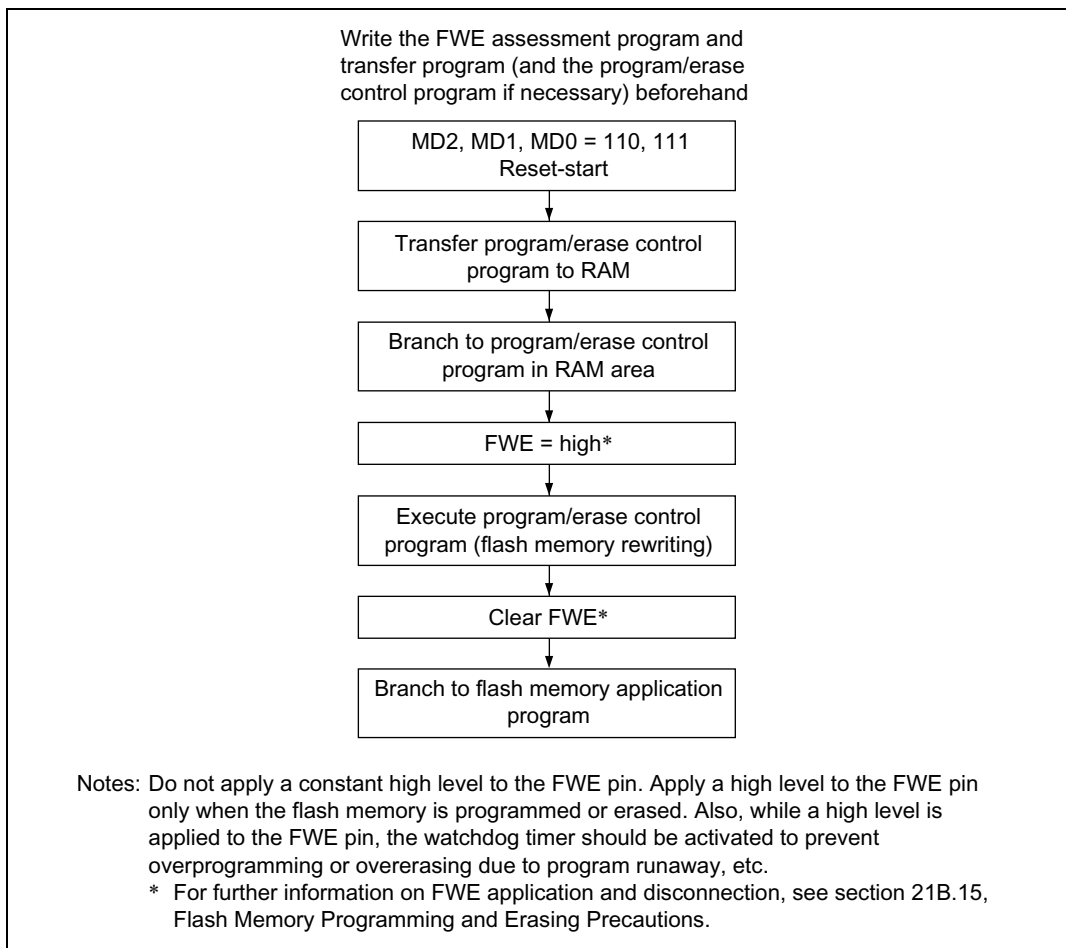 Write the FWE assessment program and
transfer program (and the program/erase
control program if necessary) beforehand
MD2, MD1, MD0 = 110, 111
Reset-start
Transfer program/erase control
program to RAM
Branch to program/erase control
program in RAM area
FWE = high*
Execute program/erase control
program (flash memory rewriting)
Clear FWE*
Branch to flash memory application
program
Notes: Do not apply a constant high level to the FWE pin. Apply a high level to the FWE pin
only when the flash memory is programmed or erased. Also, while a high level is
applied to the FWE pin, the watchdog timer should be activated to prevent
overprogramming or overerasing due to program runaway, etc.
* For further information on FWE application and disconnection, see section 21B.15,
Flash Memory Programming and Erasing Precautions.